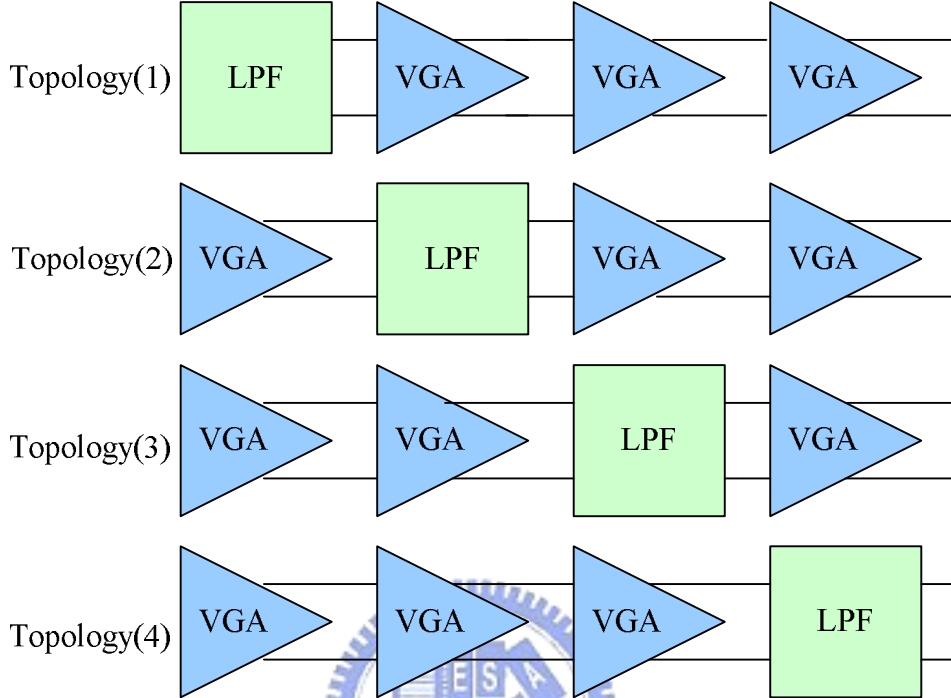 Topology(1) LPF VGA VGA VGA
Topology(2) VGA LPF VGA VGA
Topology(3) VGA VGA LPF VGA
Topology(4) VGA VGA VGA LPF
ESA